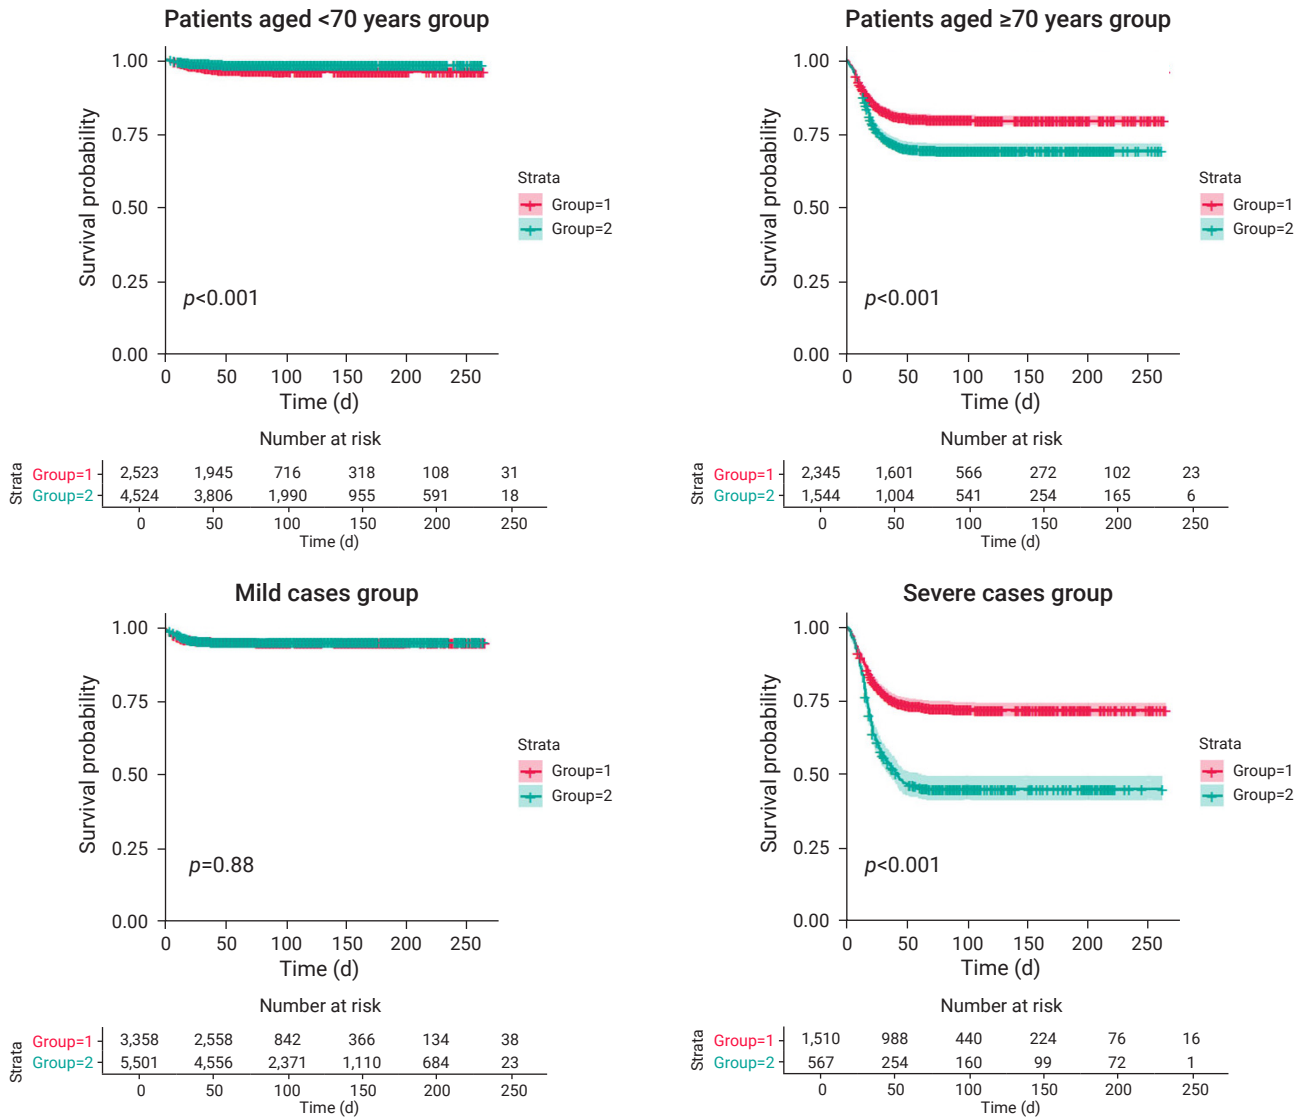 Patients aged <70 years group
Survival probability
1.00
0.75
0.50
0.25
0.00
p<0.001
0 50 100 150 200 250
Time (d)
Strata
Group=1
Group=2
Number at risk
Strata
Group=1 2,523 1,945 716 318 108 31
Group=2 4,524 3,806 1,990 955 591 18
0 50 100 150 200 250
Time (d)
Patients aged ≥70 years group
Survival probability
1.00
0.75
0.50
0.25
0.00
p<0.001
0 50 100 150 200 250
Time (d)
Strata
Group=1
Group=2
Number at risk
Strata
Group=1 2,345 1,601 566 272 102 23
Group=2 1,544 1,004 541 254 165 6
0 50 100 150 200 250
Time (d)
Mild cases group
Survival probability
1.00
0.75
0.50
0.25
0.00
p=0.88
0 50 100 150 200 250
Time (d)
Strata
Group=1
Group=2
Number at risk
Strata
Group=1 3,358 2,558 842 366 134 38
Group=2 5,501 4,556 2,371 1,110 684 23
0 50 100 150 200 250
Time (d)
Severe cases group
Survival probability
1.00
0.75
0.50
0.25
0.00
p<0.001
0 50 100 150 200 250
Time (d)
Strata
Group=1
Group=2
Number at risk
Strata
Group=1 1,510 988 440 224 76 16
Group=2 567 254 160 99 72 1
0 50 100 150 200 250
Time (d)